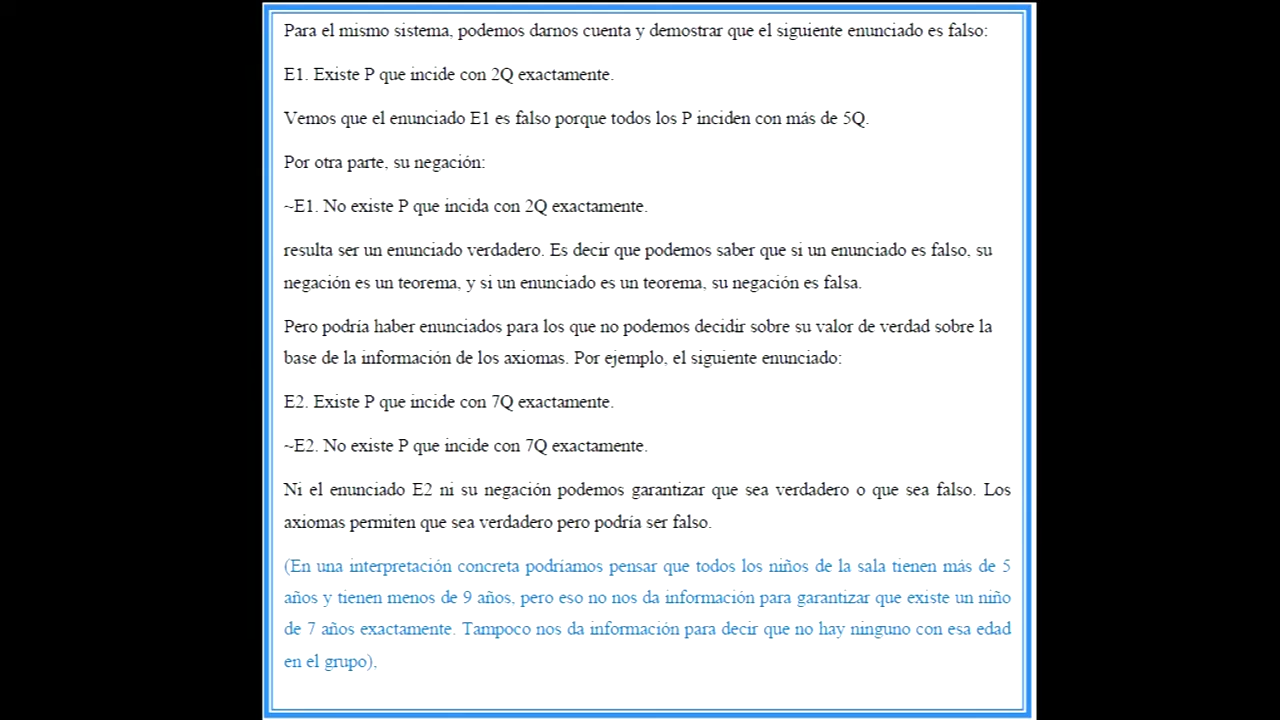 Para el mismo sistema, podemos darnos cuenta y demostrar que el siguiente enunciado es falso:
E1. Existe P que incide con 2Q exactamente.
Vemos que el enunciado E1 es falso porque todos los P inciden con más de 5Q.
Por otra parte, su negación:
~E1. No existe P que incida con 2Q exactamente.
resulta ser un enunciado verdadero. Es decir que podemos saber que si un enunciado es falso, su
negación es un teorema, y si un enunciado es un teorema, su negación es falsa.
Pero podría haber enunciados para los que no podemos decidir sobre su valor de verdad sobre la
base de la información de los axiomas. Por ejemplo, el siguiente enunciado:
E2. Existe P que incide con 7Q exactamente.
~E2. No existe P que incide con 7Q exactamente.
Ni el enunciado E2 ni su negación podemos garantizar que sea verdadero o que sea falso. Los
axiomas permiten que sea verdadero pero podría ser falso.
(En una interpretación concreta podríamos pensar que todos los niños de la sala tienen más de 5
años y tienen menos de 9 años, pero eso no nos da información para garantizar que existe un niño
de 7 años exactamente. Tampoco nos da información para decir que no hay ninguno con esa edad
en el grupo),